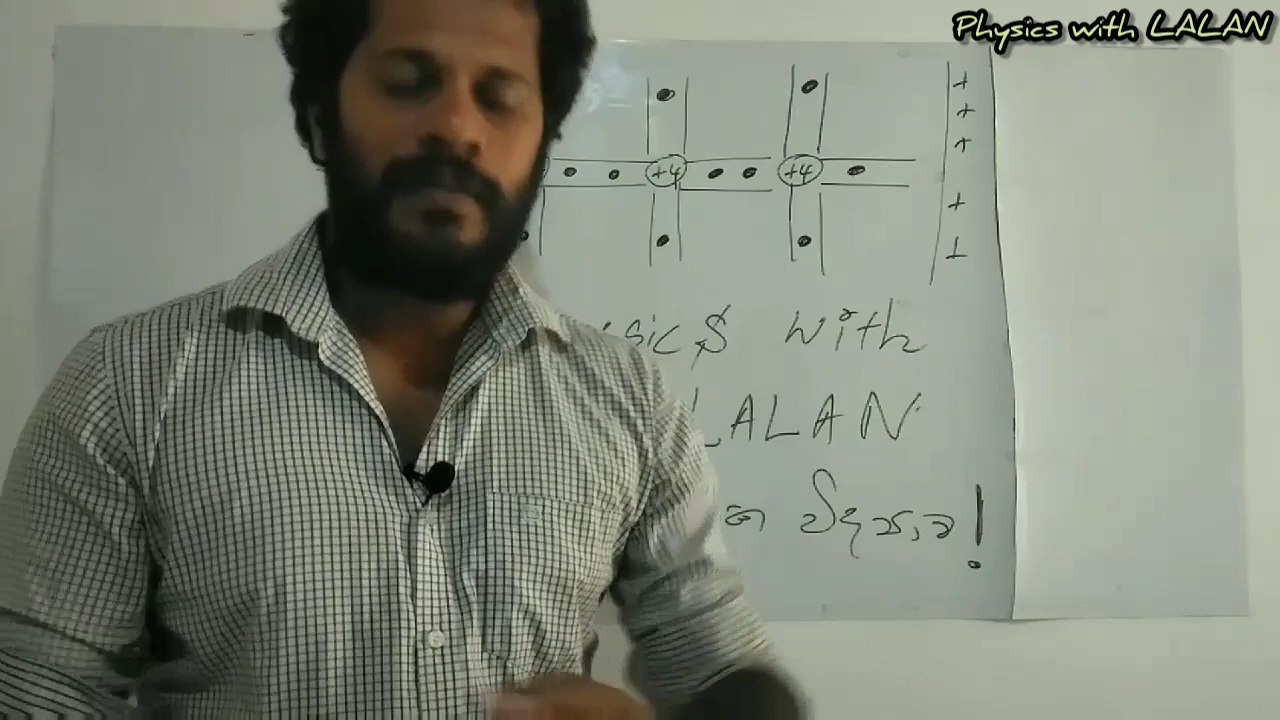 Physics with LALAN
+
+
+4 +4 +
+
+
sics with
LALAN